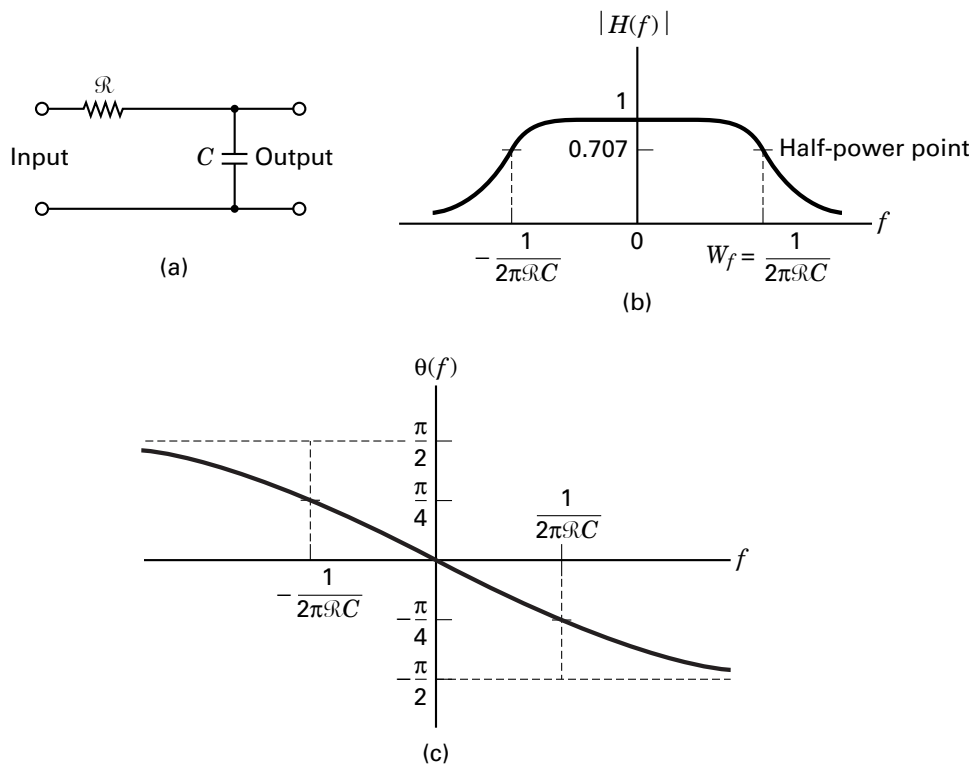 ℛ
Input
C
Output
(a)
|H(f)|
1
0.707
Half-power point
f
- 1/2πℛC
0
W_f = 1/2πℛC
(b)
θ(f)
π/2
π/4
1/2πℛC
f
- 1/2πℛC
-π/4
-π/2
(c)